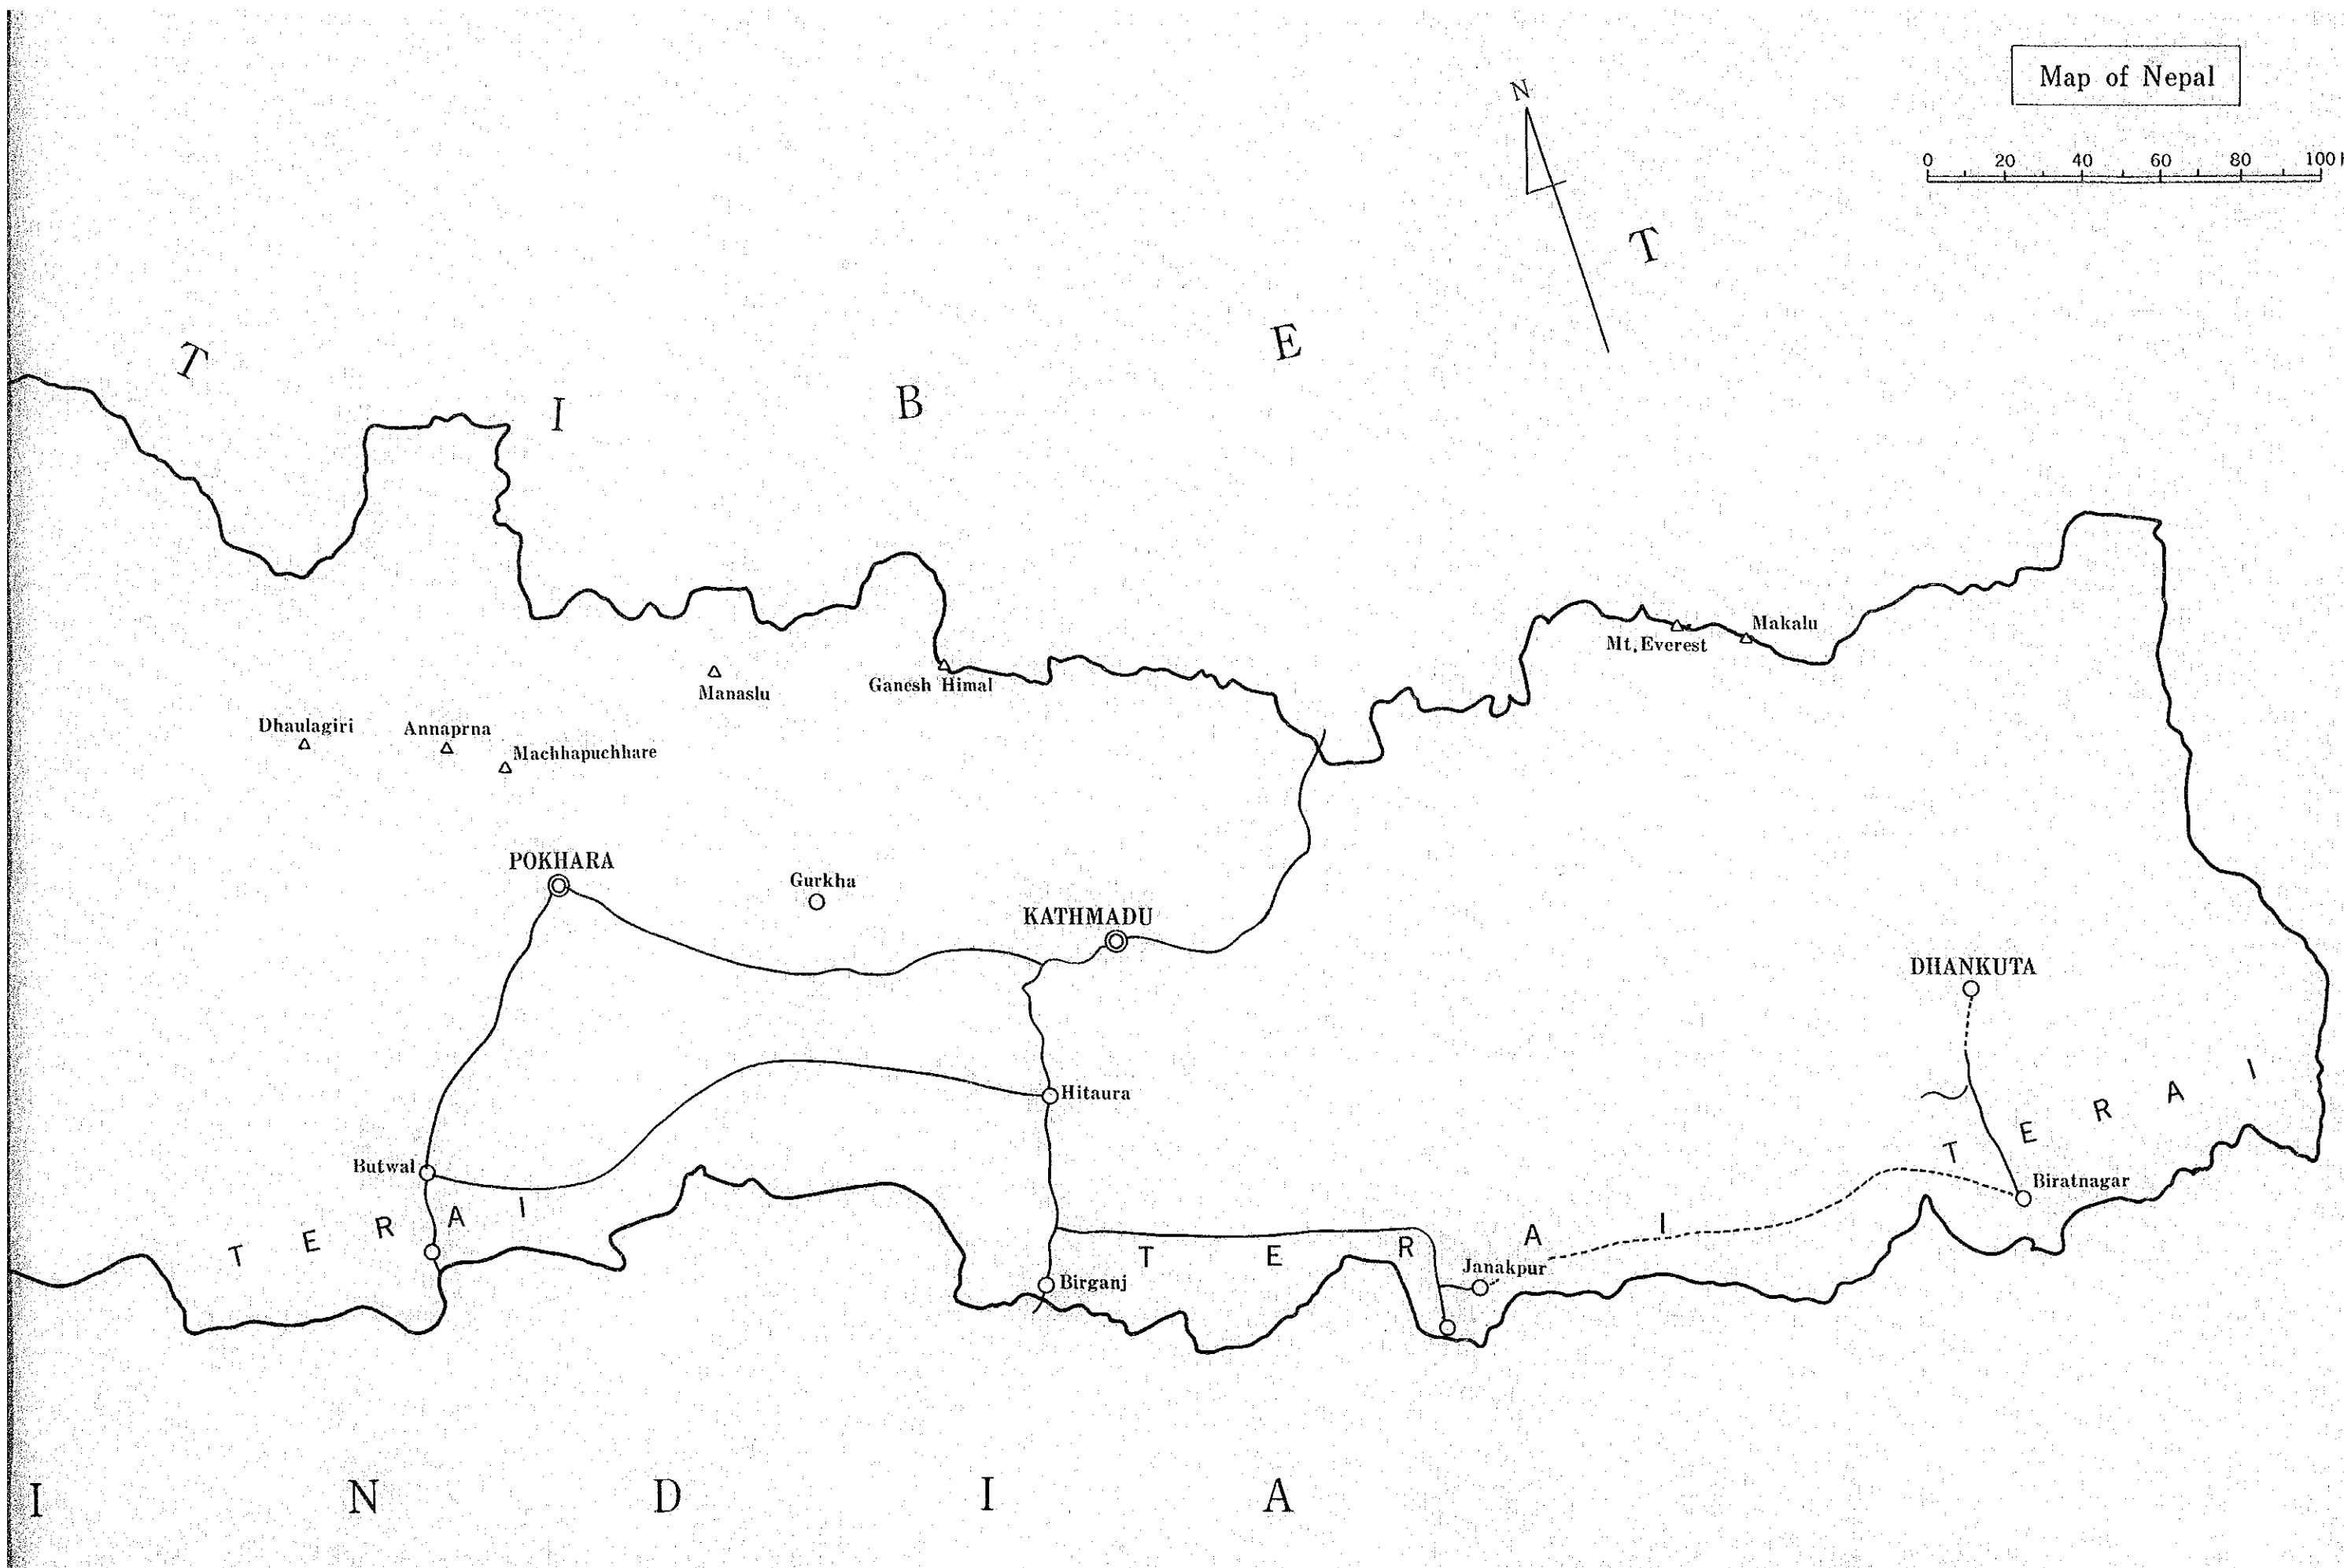 Map of Nepal
N
0 20 40 60 80 100
T I B E T
Mt. Everest
Makalu
Manaslu
Ganesh Himal
Dhaulagiri
Annaprna
Machhapuchhare
POKHARA
Gurkha
KATHMADU
DHANKUTA
Hitaura
Butwal
T E R A I
T E R A I
T E R A I
Biratnagar
Janakpur
Birganj
I N D I A